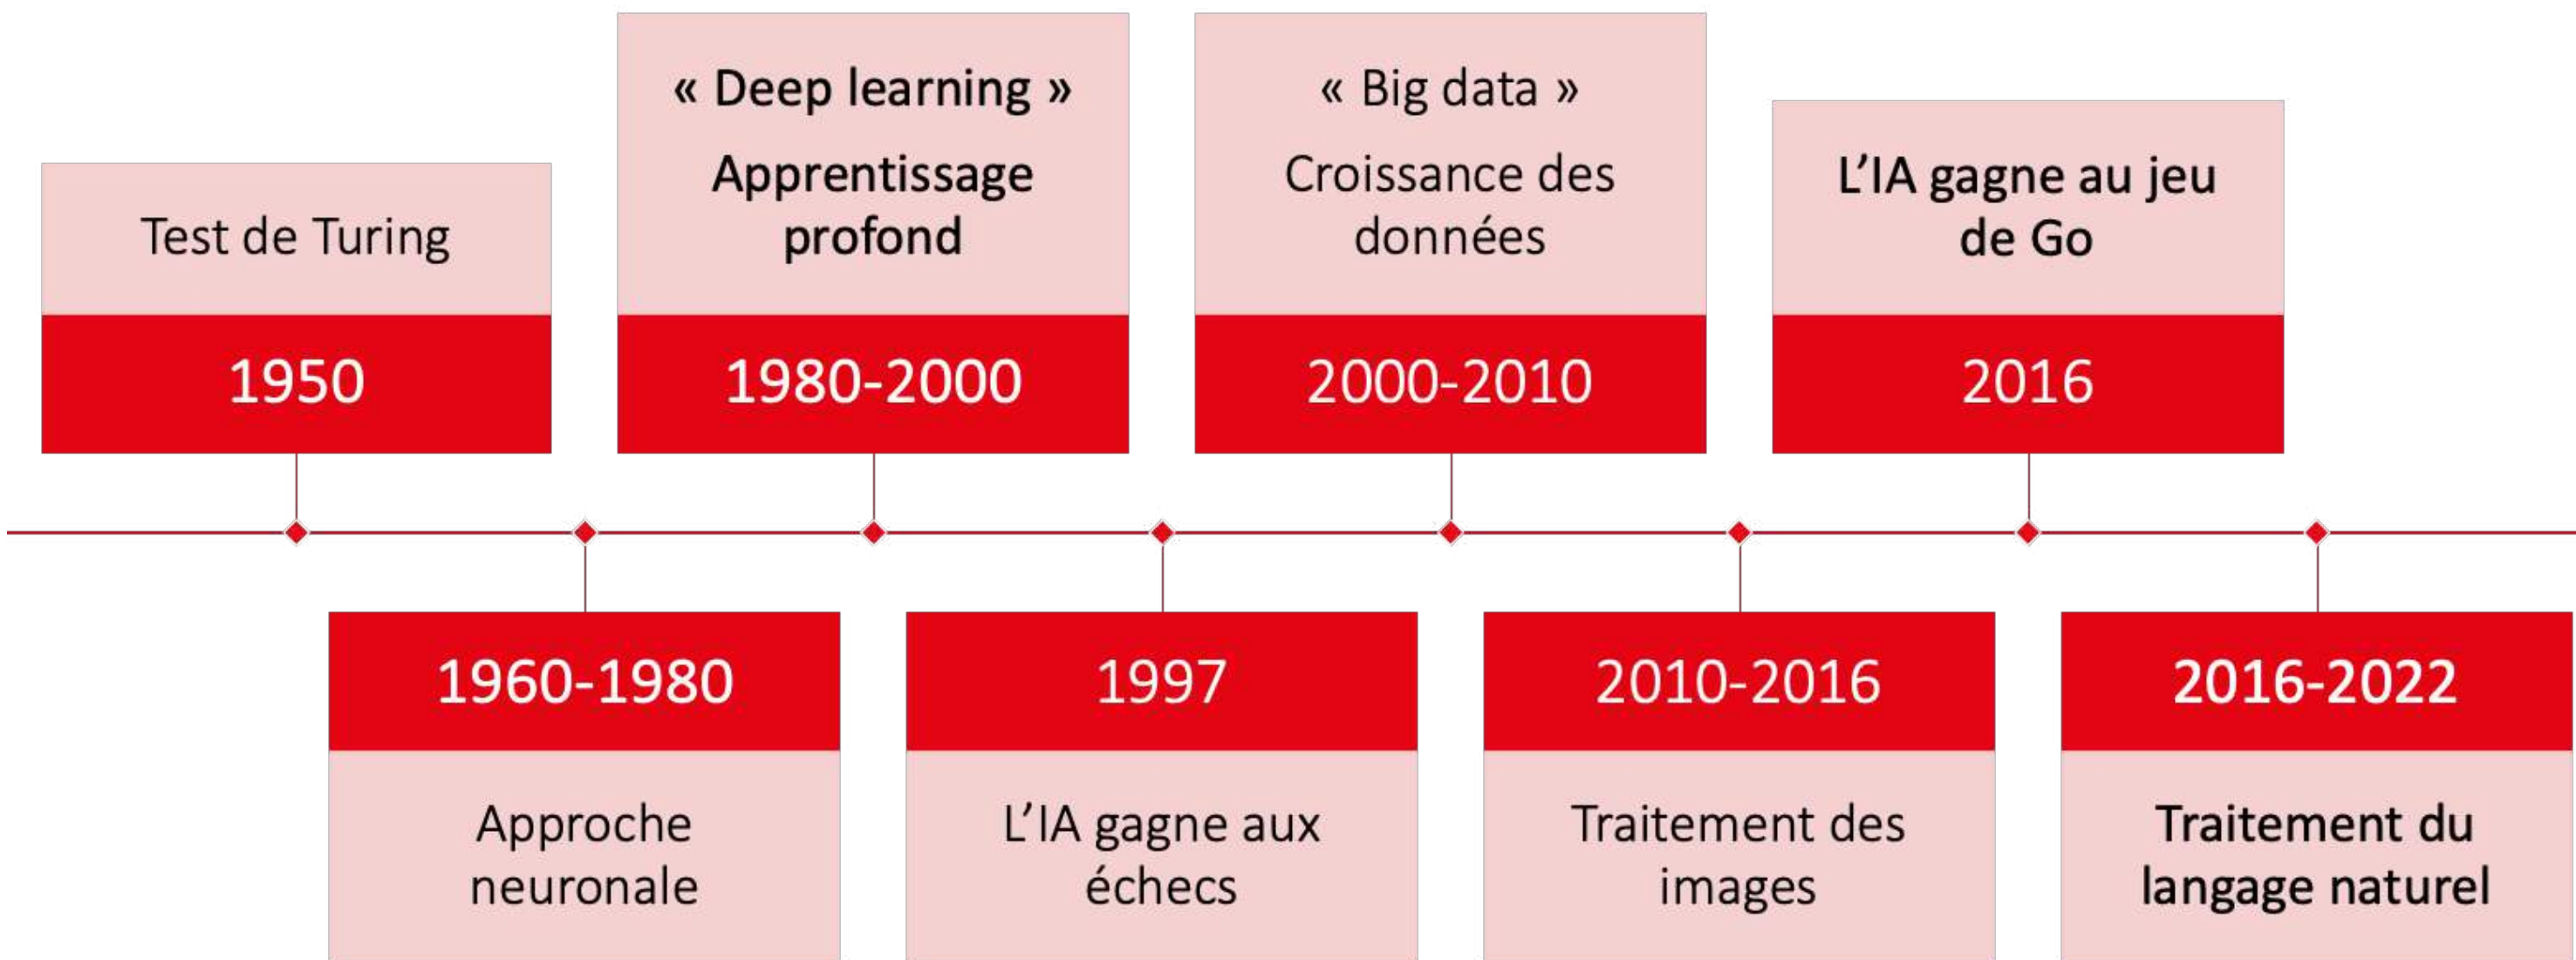 Test de Turing
1950
1960-1980
Approche
neuronale
« Deep learning »
Apprentissage
profond
1980-2000
1997
L’IA gagne aux
échecs
« Big data »
Croissance des
données
2000-2010
2010-2016
Traitement des
images
L’IA gagne au jeu
de Go
2016
2016-2022
Traitement du
langage naturel